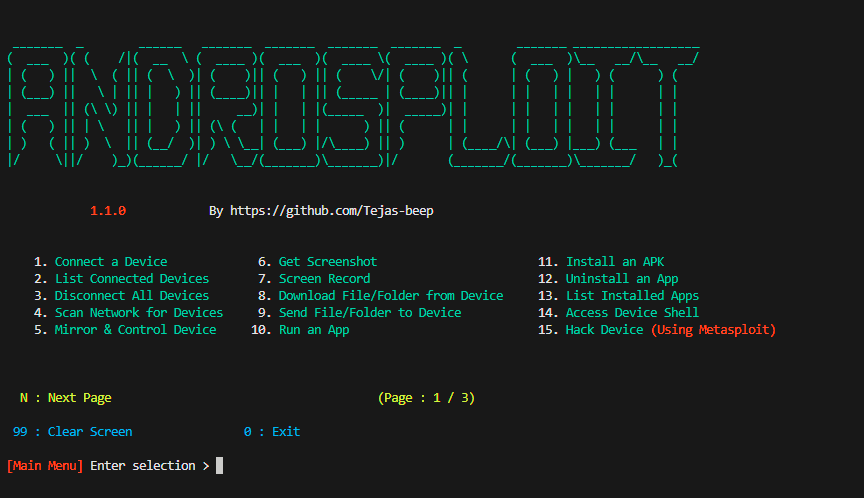 ANDROSPLOIT
1.1.0 By https://github.com/Tejas-beep
1. Connect a Device 6. Get Screenshot 11. Install an APK
2. List Connected Devices 7. Screen Record 12. Uninstall an App
3. Disconnect All Devices 8. Download File/Folder from Device 13. List Installed Apps
4. Scan Network for Devices 9. Send File/Folder to Device 14. Access Device Shell
5. Mirror & Control Device 10. Run an App 15. Hack Device (Using Metasploit)
N : Next Page (Page : 1 / 3)
99 : Clear Screen 0 : Exit
[Main Menu] Enter selection >